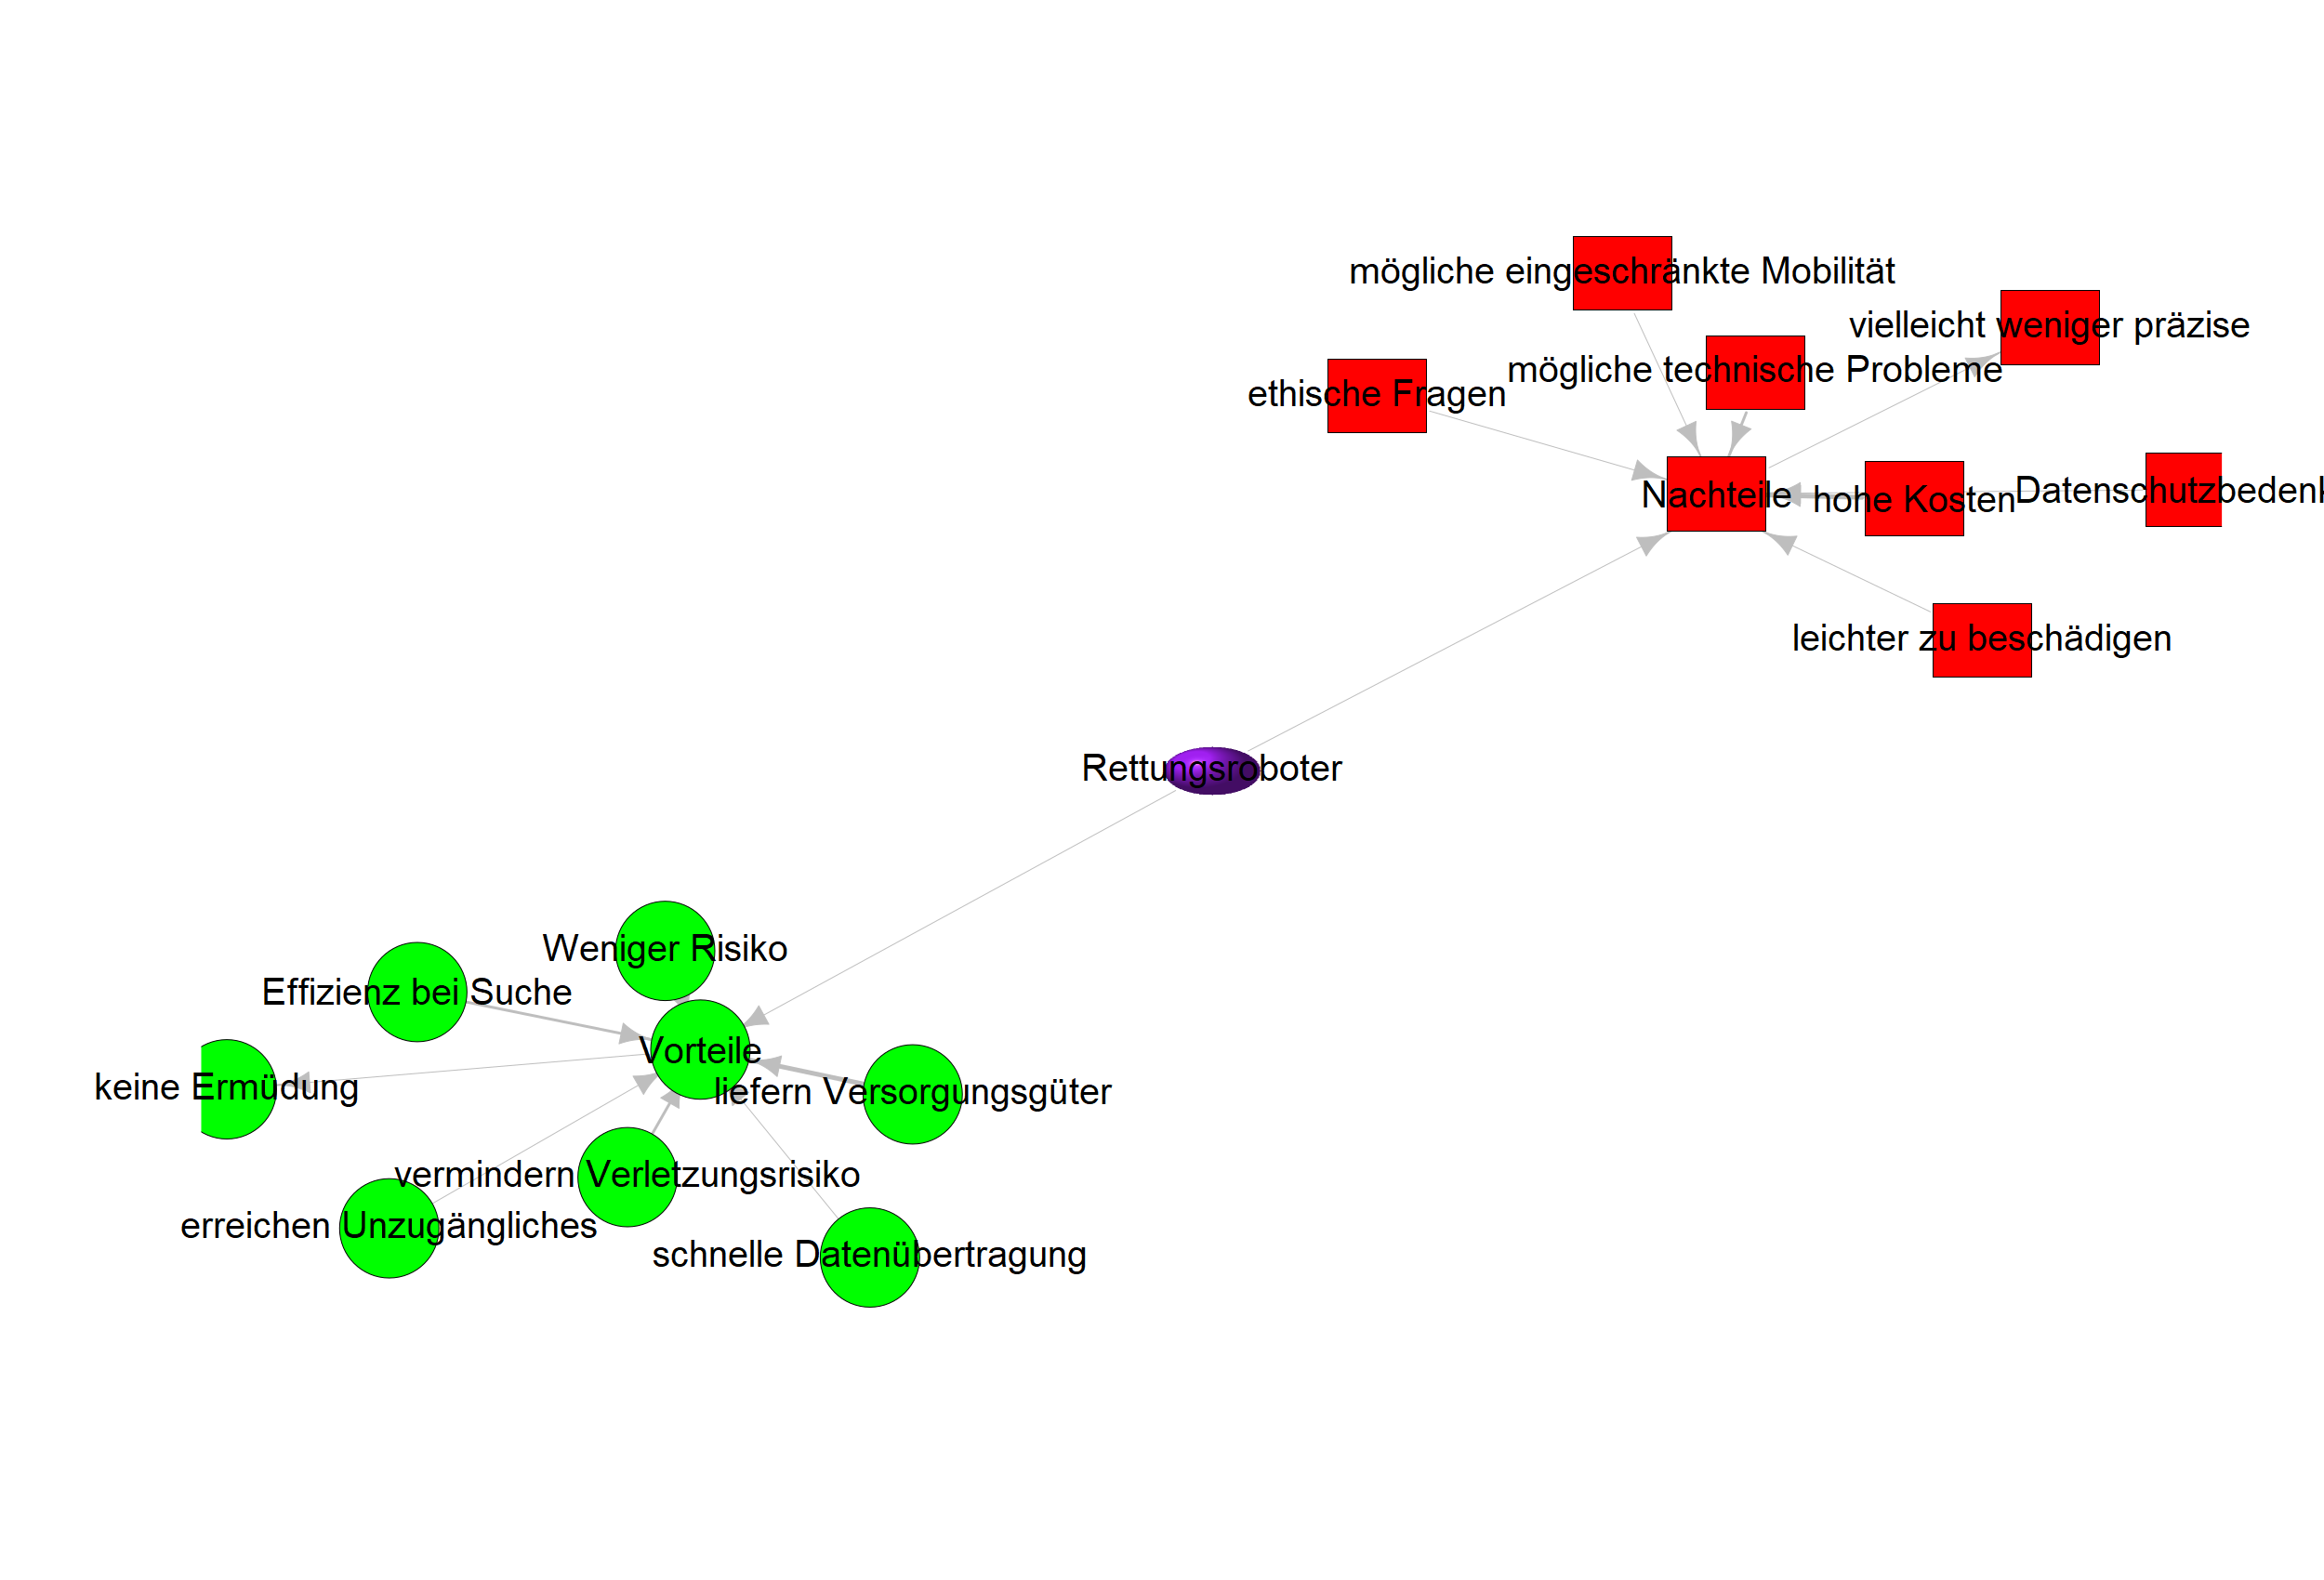 mögliche eingeschränkte Mobilität
vielleicht weniger präzise
mögliche technische Probleme
ethische Fragen
Nachteile
hohe Kosten
Datenschutzbedenk
leichter zu beschädigen
Rettungsroboter
Weniger Risiko
Effizienz bei Suche
Vorteile
keine Ermüdung
liefern Versorgungsgüter
vermindern Verletzungsrisiko
erreichen Unzugängliches
schnelle Datenübertragung